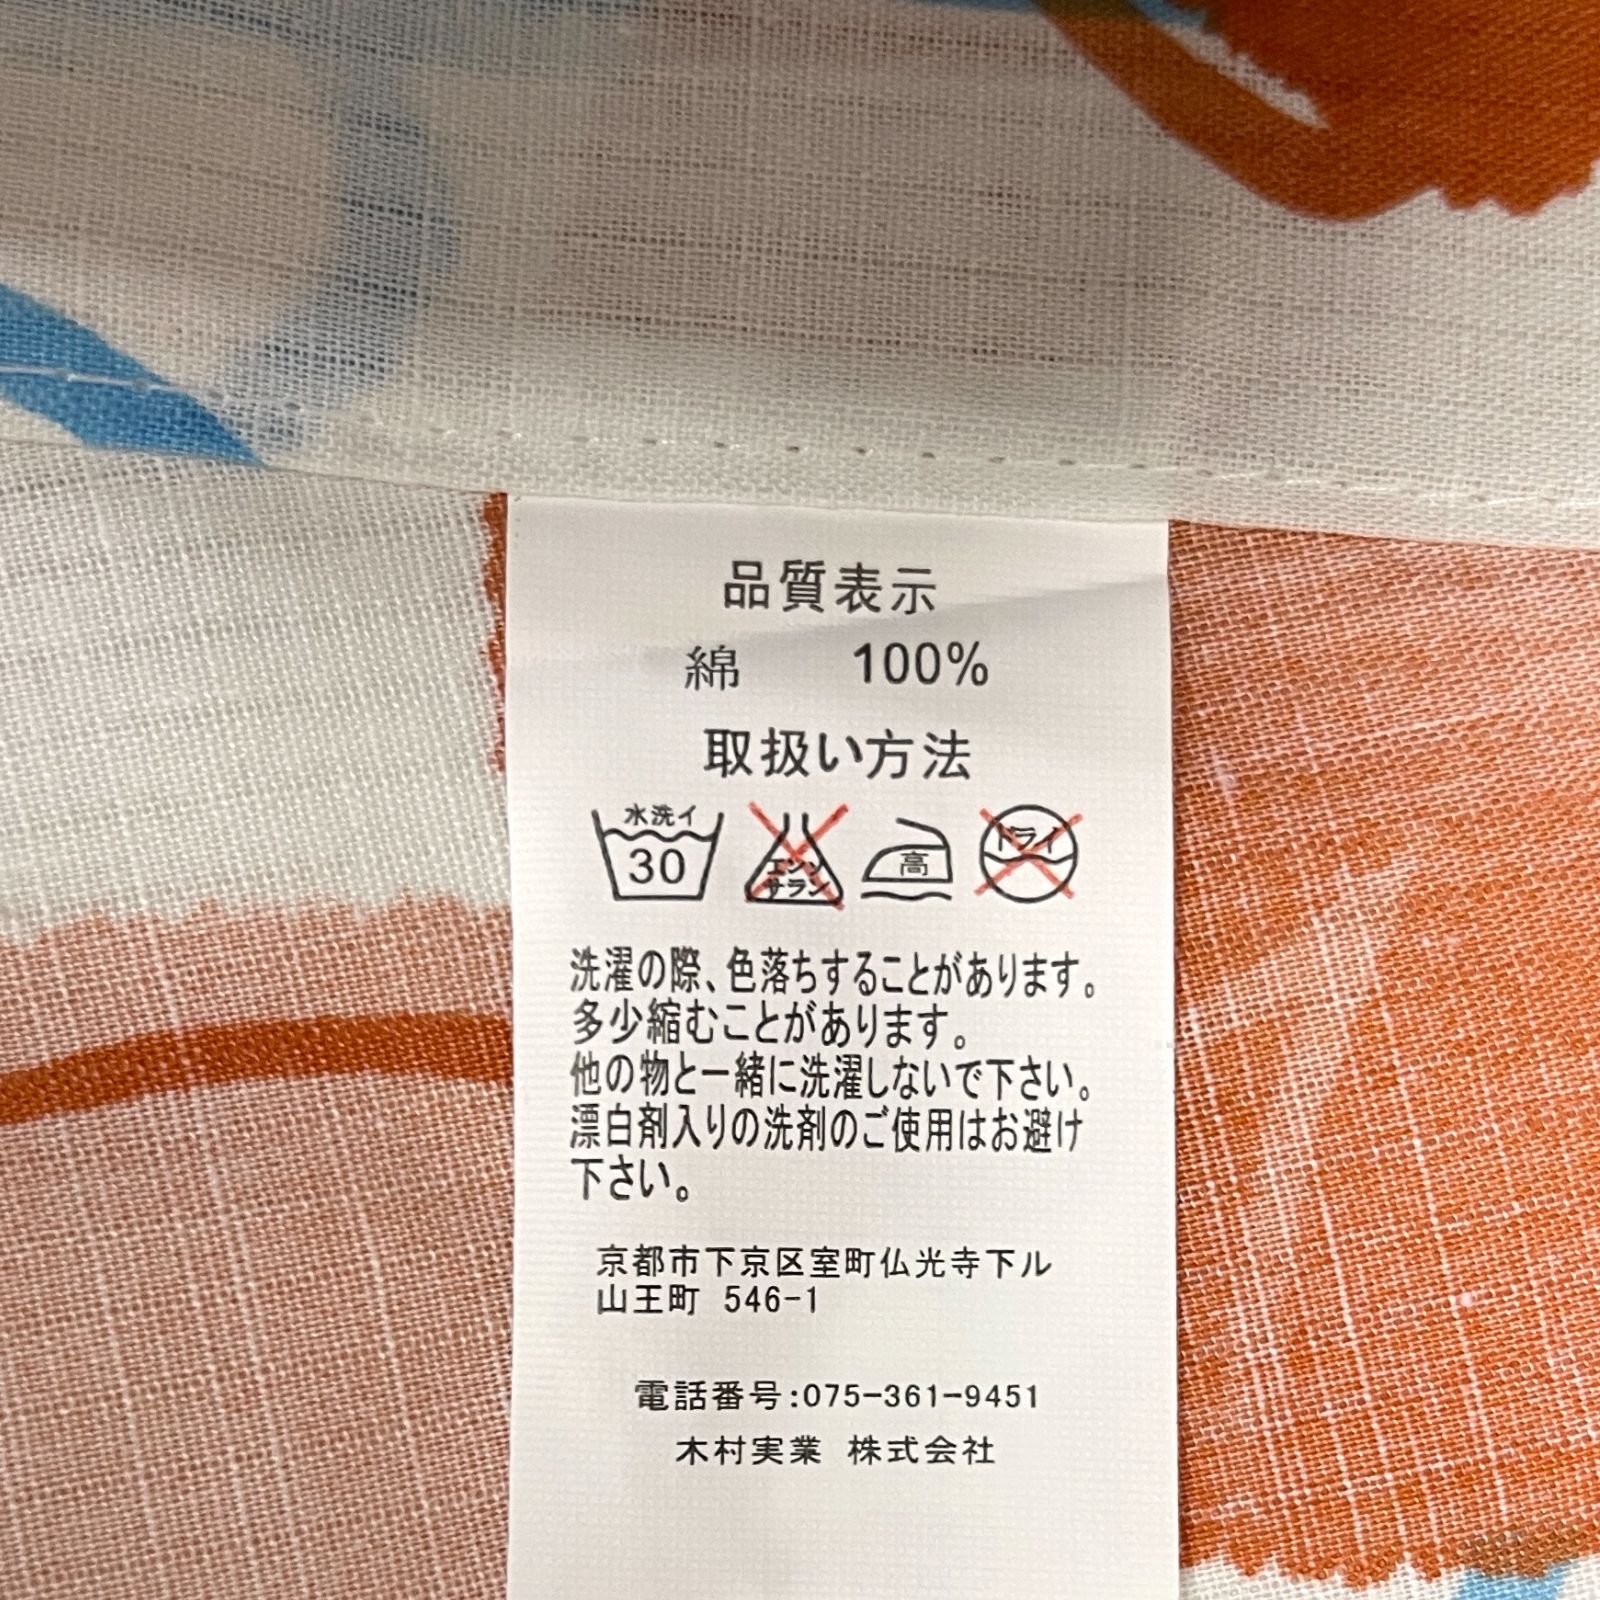 品質表示
綿 100%
取扱い方法
水洗イ
30
エンソ
サラシ
高
ドライ
洗濯の際、色落ちすることがあります。
多少縮むことがあります。
他の物と一緒に洗濯しないで下さい。
漂白剤入りの洗剤のご使用はお避け
下さい。
京都市下京区室町仏光寺下ル
山王町 546-1
電話番号:075-361-9451
木村実業 株式会社